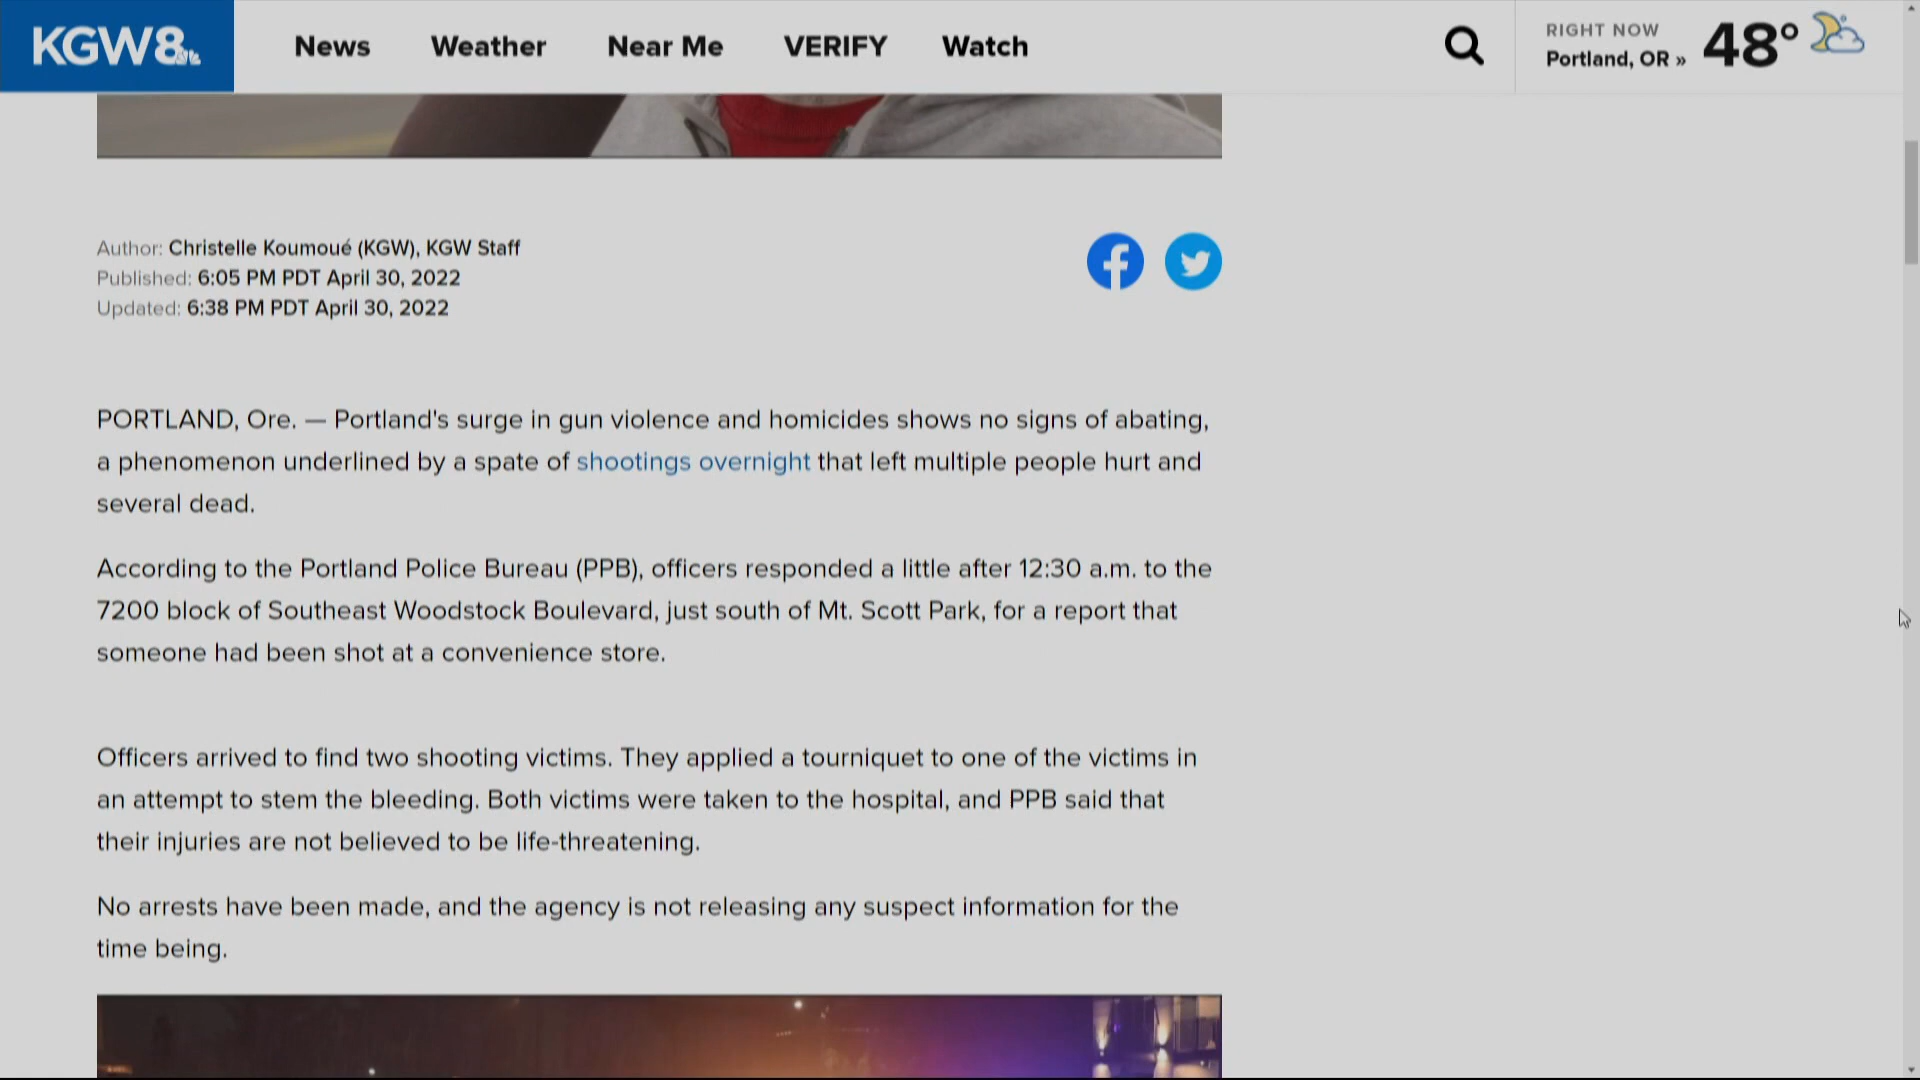 KGW8
News Weather Near Me VERIFY Watch
RIGHT NOW
Portland, OR »
48°
Author: Christelle Koumoué (KGW), KGW Staff
Published: 6:05 PM PDT April 30, 2022
Updated: 6:38 PM PDT April 30, 2022
PORTLAND, Ore. — Portland's surge in gun violence and homicides shows no signs of abating,
a phenomenon underlined by a spate of shootings overnight that left multiple people hurt and
several dead.
According to the Portland Police Bureau (PPB), officers responded a little after 12:30 a.m. to the
7200 block of Southeast Woodstock Boulevard, just south of Mt. Scott Park, for a report that
someone had been shot at a convenience store.
Officers arrived to find two shooting victims. They applied a tourniquet to one of the victims in
an attempt to stem the bleeding. Both victims were taken to the hospital, and PPB said that
their injuries are not believed to be life-threatening.
No arrests have been made, and the agency is not releasing any suspect information for the
time being.